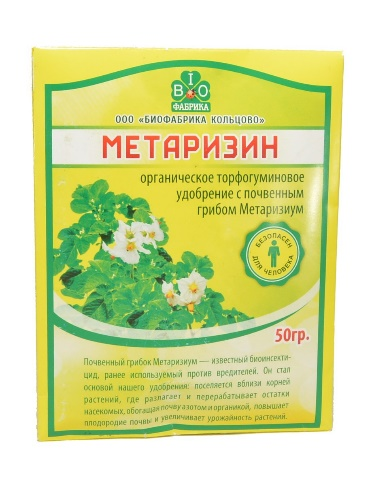 BIO
ФАБРИКА
ООО «БИОФАБРИКА КОЛЬЦОВО»
МЕТАРИЗИН
органическое торфогуминовое
удобрение с почвенным
грибом Метаризиум
БЕЗОПАСЕН
ДЛЯ ЧЕЛОВЕКА
50гр.
Почвенный грибок Метаризиум — известный биоинсекти-
цид, ранее используемый против вредителей. Он стал
основой нашего удобрения: поселяется вблизи корней
растений, где разлагает и перерабатывает остатки
насекомых, обогащая почву азотом и органикой, повышает
плодородие почвы и увеличивает урожайность растений.